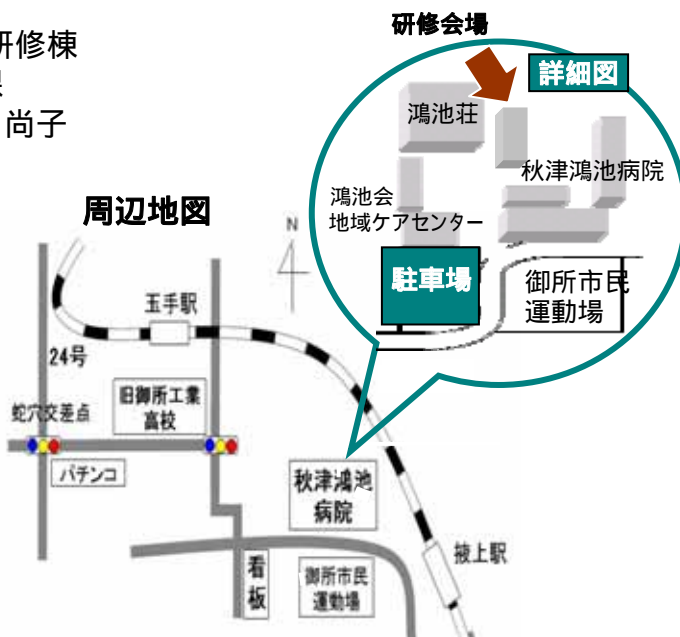 研修棟
尚子
研修会場
詳細図
鴻池荘
秋津鴻池病院
鴻池会
地域ケアセンター
駐車場
御所市民
運動場
周辺地図
N
玉手駅
24号
旧御所工業
高校
蛇穴交差点
パチンコ
秋津鴻池
病院
掖上駅
看板
御所市民
運動場